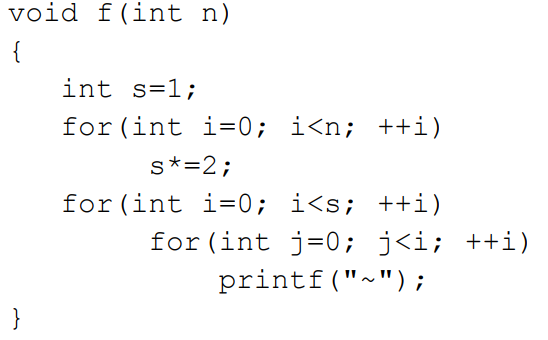 void f(int n)
{
   int s=1;
   for(int i=0; i<n; ++i)
        s*=2;
   for(int i=0; i<s; ++i)
        for(int j=0; j<i; ++i)
            printf("~");
}